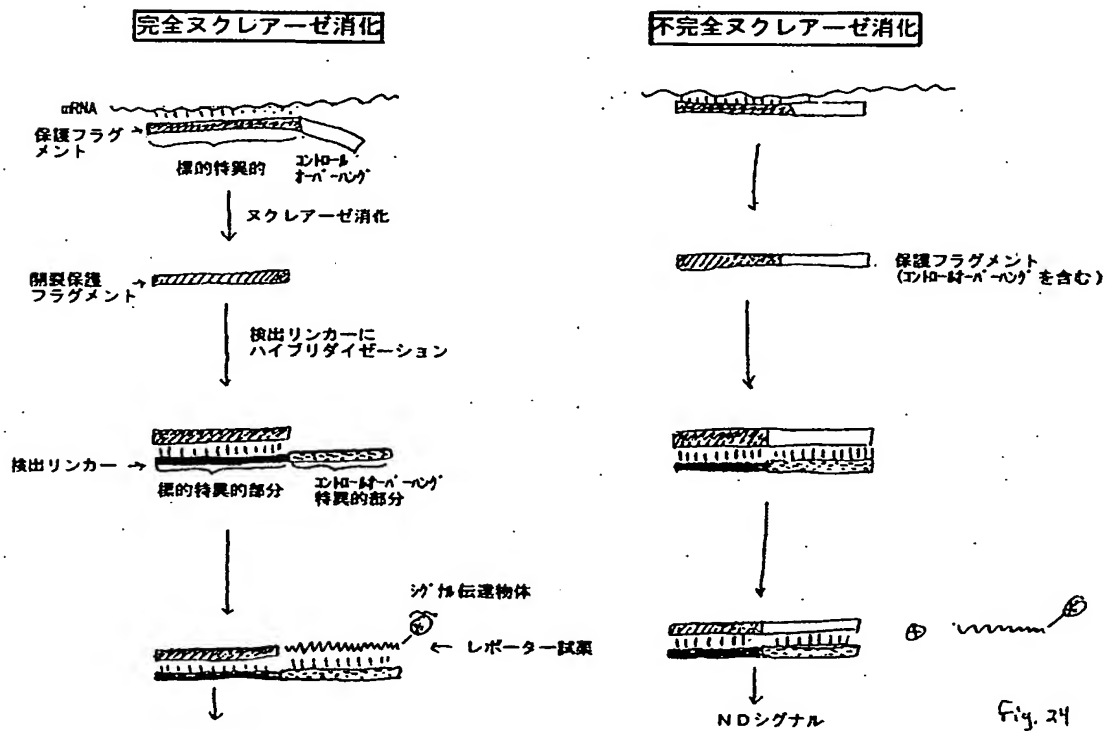 完全ヌクレアーゼ消化
mRNA
保護フラグ
メント
標的特異的
コントロール
オーバーハング
ヌクレアーゼ消化
開裂保護
フラグメント
検出リンカーに
ハイブリダイゼーション
検出リンカー
標的特異的部分
コントロールオーバーハング
特異的部分
シグナル伝達物体
レポーター試薬
不完全ヌクレアーゼ消化
保護フラグメント
(コントロールオーバーハングを含む)
NDシグナル
Fig. 24